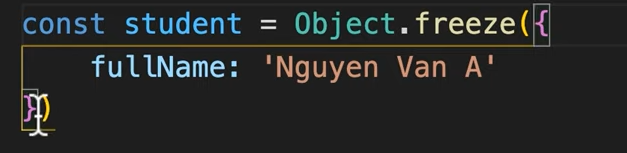 const student = Object.freeze({
    fullName: 'Nguyen Van A'
})